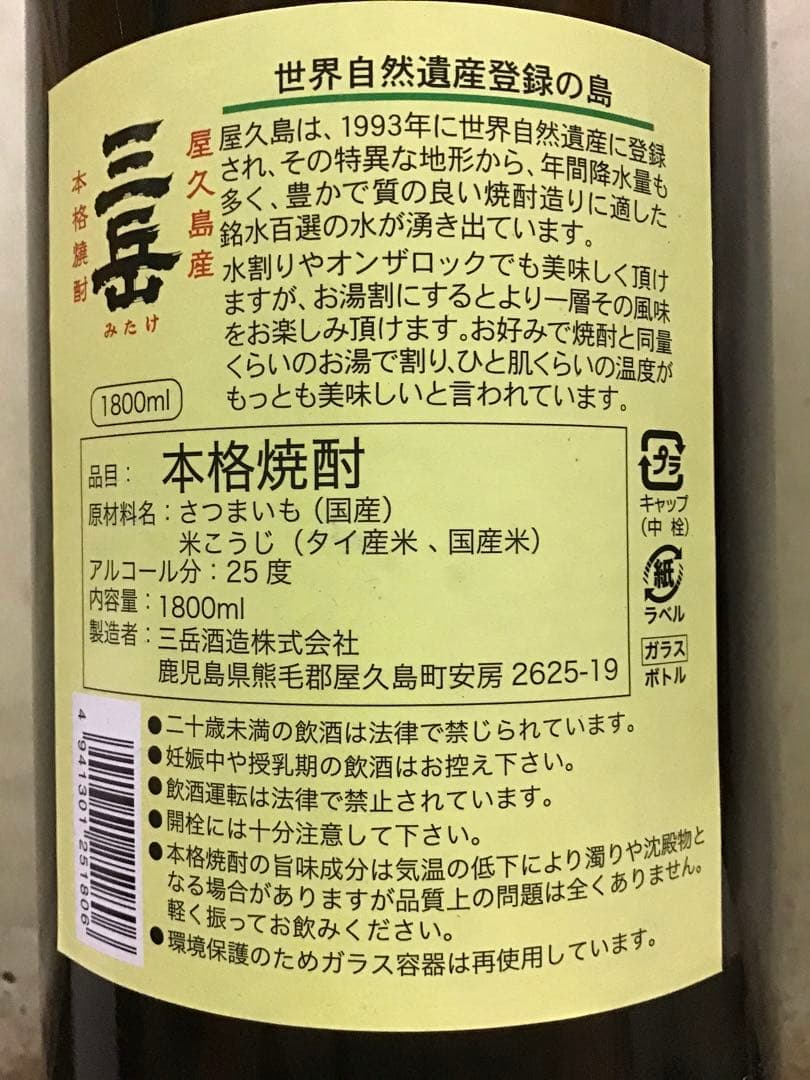 世界自然遺産登録の島
屋久島産
三岳
みたけ
本格焼酎
屋久島は、1993年に世界自然遺産に登録
され、その特異な地形から、年間降水量も
多く、豊かで質の良い焼酎造りに適した
銘水百選の水が湧き出ています。
水割りやオンザロックでも美味しく頂け
ますが、お湯割にするとより一層その風味
をお楽しみ頂けます。お好みで焼酎と同量
くらいのお湯で割り、ひと肌くらいの温度が
もっとも美味しいと言われています。
1800ml
品目：本格焼酎
原材料名：さつまいも（国産）
米こうじ（タイ産米、国産米）
アルコール分：25度
内容量：1800ml
製造者：三岳酒造株式会社
鹿児島県熊毛郡屋久島町安房2625-19
プラ
キャップ
（中栓）
紙
ラベル
ガラス
ボトル
●二十歳未満の飲酒は法律で禁じられています。
●妊娠中や授乳期の飲酒はお控え下さい。
●飲酒運転は法律で禁止されています。
●開栓には十分注意して下さい。
●本格焼酎の旨味成分は気温の低下により濁りや沈殿物と
なる場合がありますが品質上の問題は全くありません。
軽く振ってお飲みください。
●環境保護のためガラス容器は再使用しています。
4 941301 251806